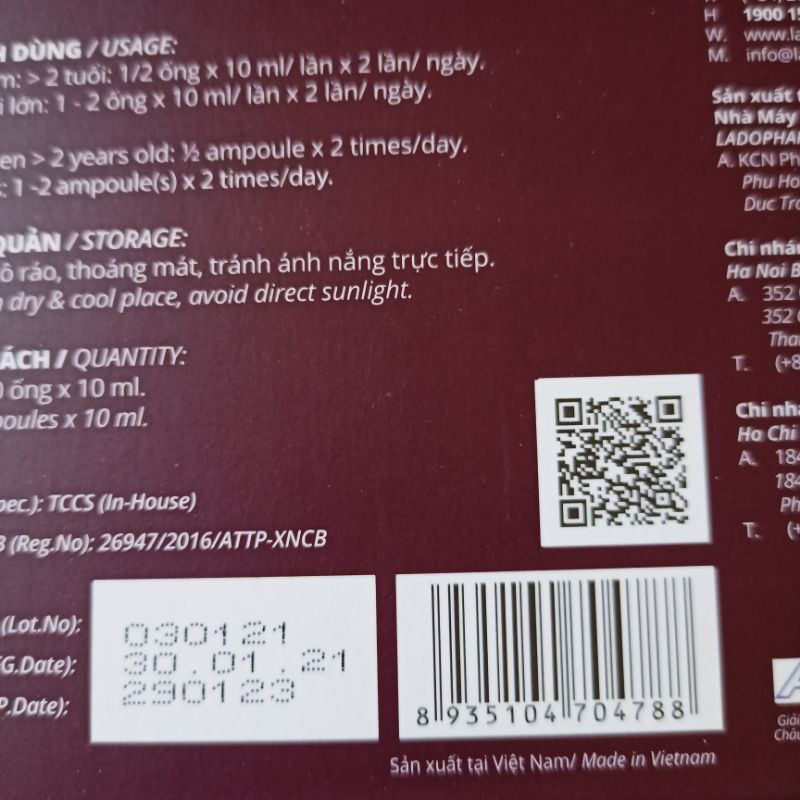 DÙNG / USAGE:
> 2 tuổi: 1/2 ống x 10 ml/ lần x 2 lần/ ngày.
lớn: 1 - 2 ống x 10 ml/ lần x 2 lần/ ngày.
> 2 years old: ½ ampoule x 2 times/day.
1 -2 ampoule(s) x 2 times/day.
QUẢN / STORAGE:
ráo, thoáng mát, tránh ánh nắng trực tiếp.
dry & cool place, avoid direct sunlight.
ÁCH / QUANTITY:
ống x 10 ml.
poules x 10 ml.
pec.): TCCS (In-House)
(Reg.No): 26947/2016/ATTP-XNCB
(Lot.No):
030121
G.Date):
30.01.21
P.Date):
290123
8 935104 704788
Sản xuất tại Việt Nam/ Made in Vietnam
H 1900 15
W. www.la
M. info@l
Sản xuất t
Nhà Máy
LADOPHA
A. KCN Ph
Phu Ho
Duc Tro
Chi nhán
Ha Noi B
A. 352
352
Tha
T. (+8
Chi nhá
Ho Chi
A. 184
184
Ph
T. (+
Giải
Châu